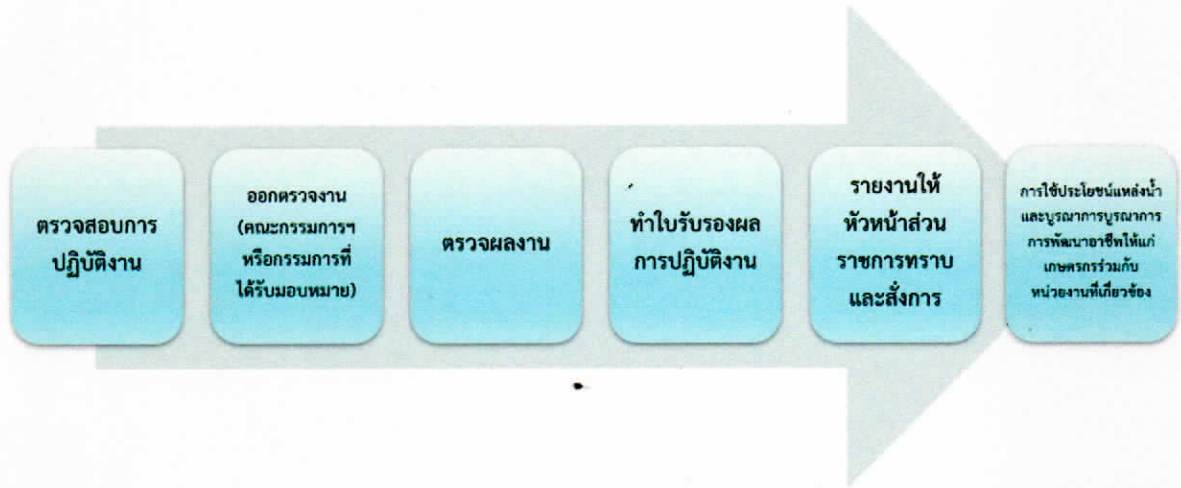 ตรวจสอบการ
ปฏิบัติงาน
ออกตรวจงาน
(คณะกรรมการฯ
หรือกรรมการที่
ได้รับมอบหมาย)
ตรวจผลงาน
ทำใบรับรองผล
การปฏิบัติงาน
รายงานให้
หัวหน้าส่วน
ราชการทราบ
และสั่งการ
การใช้ประโยชน์แหล่งน้ำ
และบูรณาการบูรณาการ
การพัฒนาอาชีพให้แก่
เกษตรกรร่วมกับ
หน่วยงานที่เกี่ยวข้อง